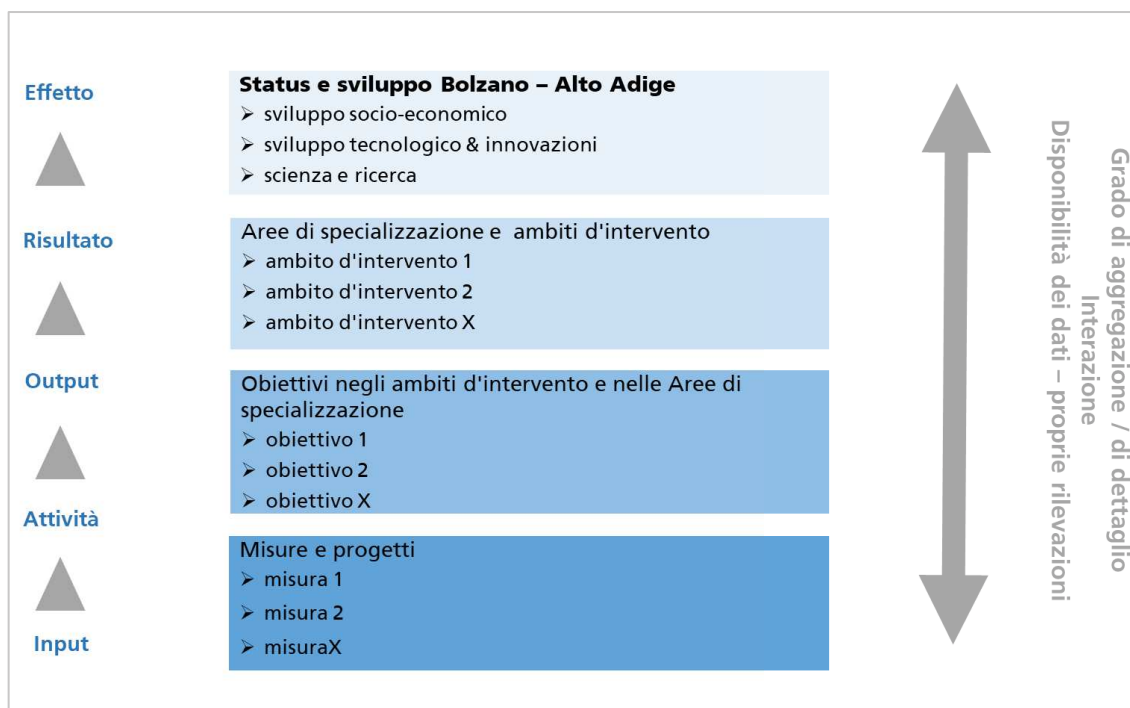 Effetto
Status e sviluppo Bolzano – Alto Adige
➢ sviluppo socio-economico
➢ sviluppo tecnologico & innovazioni
➢ scienza e ricerca
Risultato
Aree di specializzazione e ambiti d'intervento
➢ ambito d'intervento 1
➢ ambito d'intervento 2
➢ ambito d'intervento X
Output
Obiettivi negli ambiti d'intervento e nelle Aree di
specializzazione
➢ obiettivo 1
➢ obiettivo 2
➢ obiettivo X
Attività
Misure e progetti
➢ misura 1
➢ misura 2
➢ misuraX
Input
Grado di aggregazione / di dettaglio
Interazione
Disponibilità dei dati – proprie rilevazioni